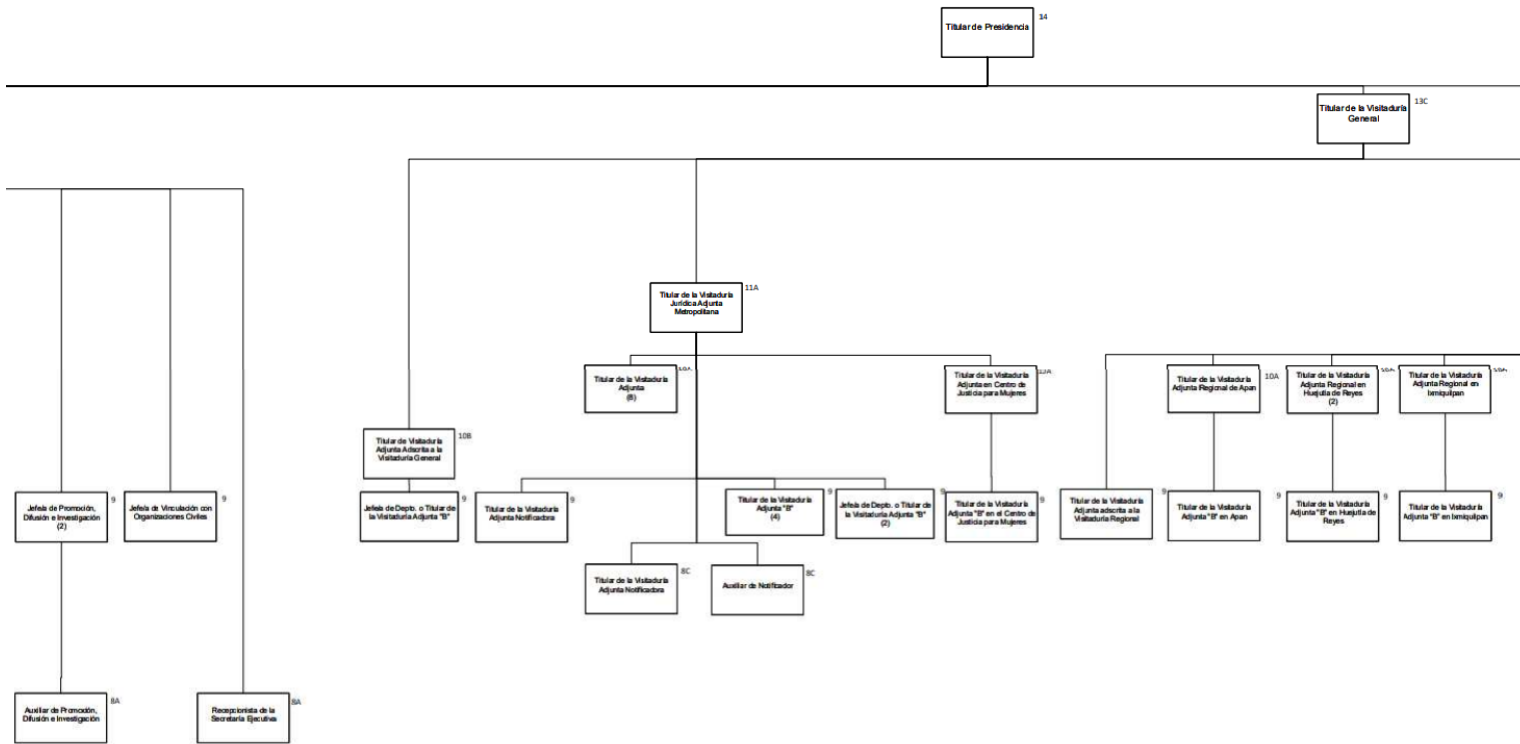 Titular de Presidencia
14
Titular de la Visitaduría
General
13C
Titular de la Visitaduría
Jurídica Adjunta
Metropolitana
11A
Titular de la Visitaduría
Adjunta
(8)
Titular de la Visitaduría
Adjunta en Centro de
Justicia para Mujeres
Titular de la Visitaduría
Adjunta Regional de Apan
10A
Titular de la Visitaduría
Adjunta Regional en
Huejutla de Reyes
(2)
Titular de la Visitaduría
Adjunta Regional en
Ixmiquilpan
Titular de Visitaduría
Adjunta Adscrita a la
Visitaduría General
10B
Jefe/a de Promoción,
Difusión e Investigación
(2)
9
Jefe/a de Vinculación con
Organizaciones Civiles
9
Jefe/a de Depto. o Titular de
la Visitaduría Adjunta "B"
9
Titular de la Visitaduría
Adjunta Notificadora
9
Titular de la Visitaduría
Adjunta "B"
(4)
9
Jefe/a de Depto. o Titular de
la Visitaduría Adjunta "B"
(2)
9
Titular de la Visitaduría
Adjunta "B" en el Centro de
Justicia para Mujeres
9
Titular de la Visitaduría
Adjunta adscrita a la
Visitaduría Regional
9
Titular de la Visitaduría
Adjunta "B" en Apan
9
Titular de la Visitaduría
Adjunta "B" en Huejutla de
Reyes
9
Titular de la Visitaduría
Adjunta "B" en Ixmiquilpan
9
Titular de la Visitaduría
Adjunta Notificadora
8C
Auxiliar de Notificador
8C
Auxiliar de Promoción,
Difusión e Investigación
8A
Recepcionista de la
Secretaría Ejecutiva
8A